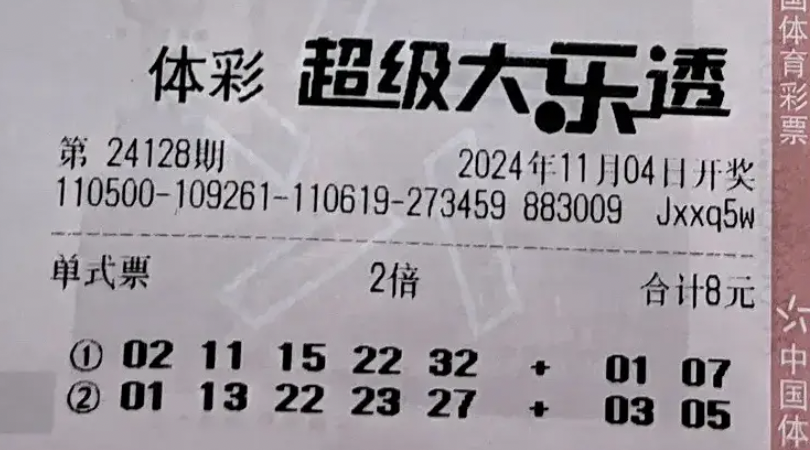 体彩 超级大乐透
第 24128期 2024年11月04日开奖
110500-109261-110619-273459 883009 Jxxq5w
单式票 2倍 合计8元
① 02 11 15 22 32 + 01 07
② 01 13 22 23 27 + 03 05
国体育彩票
中国体